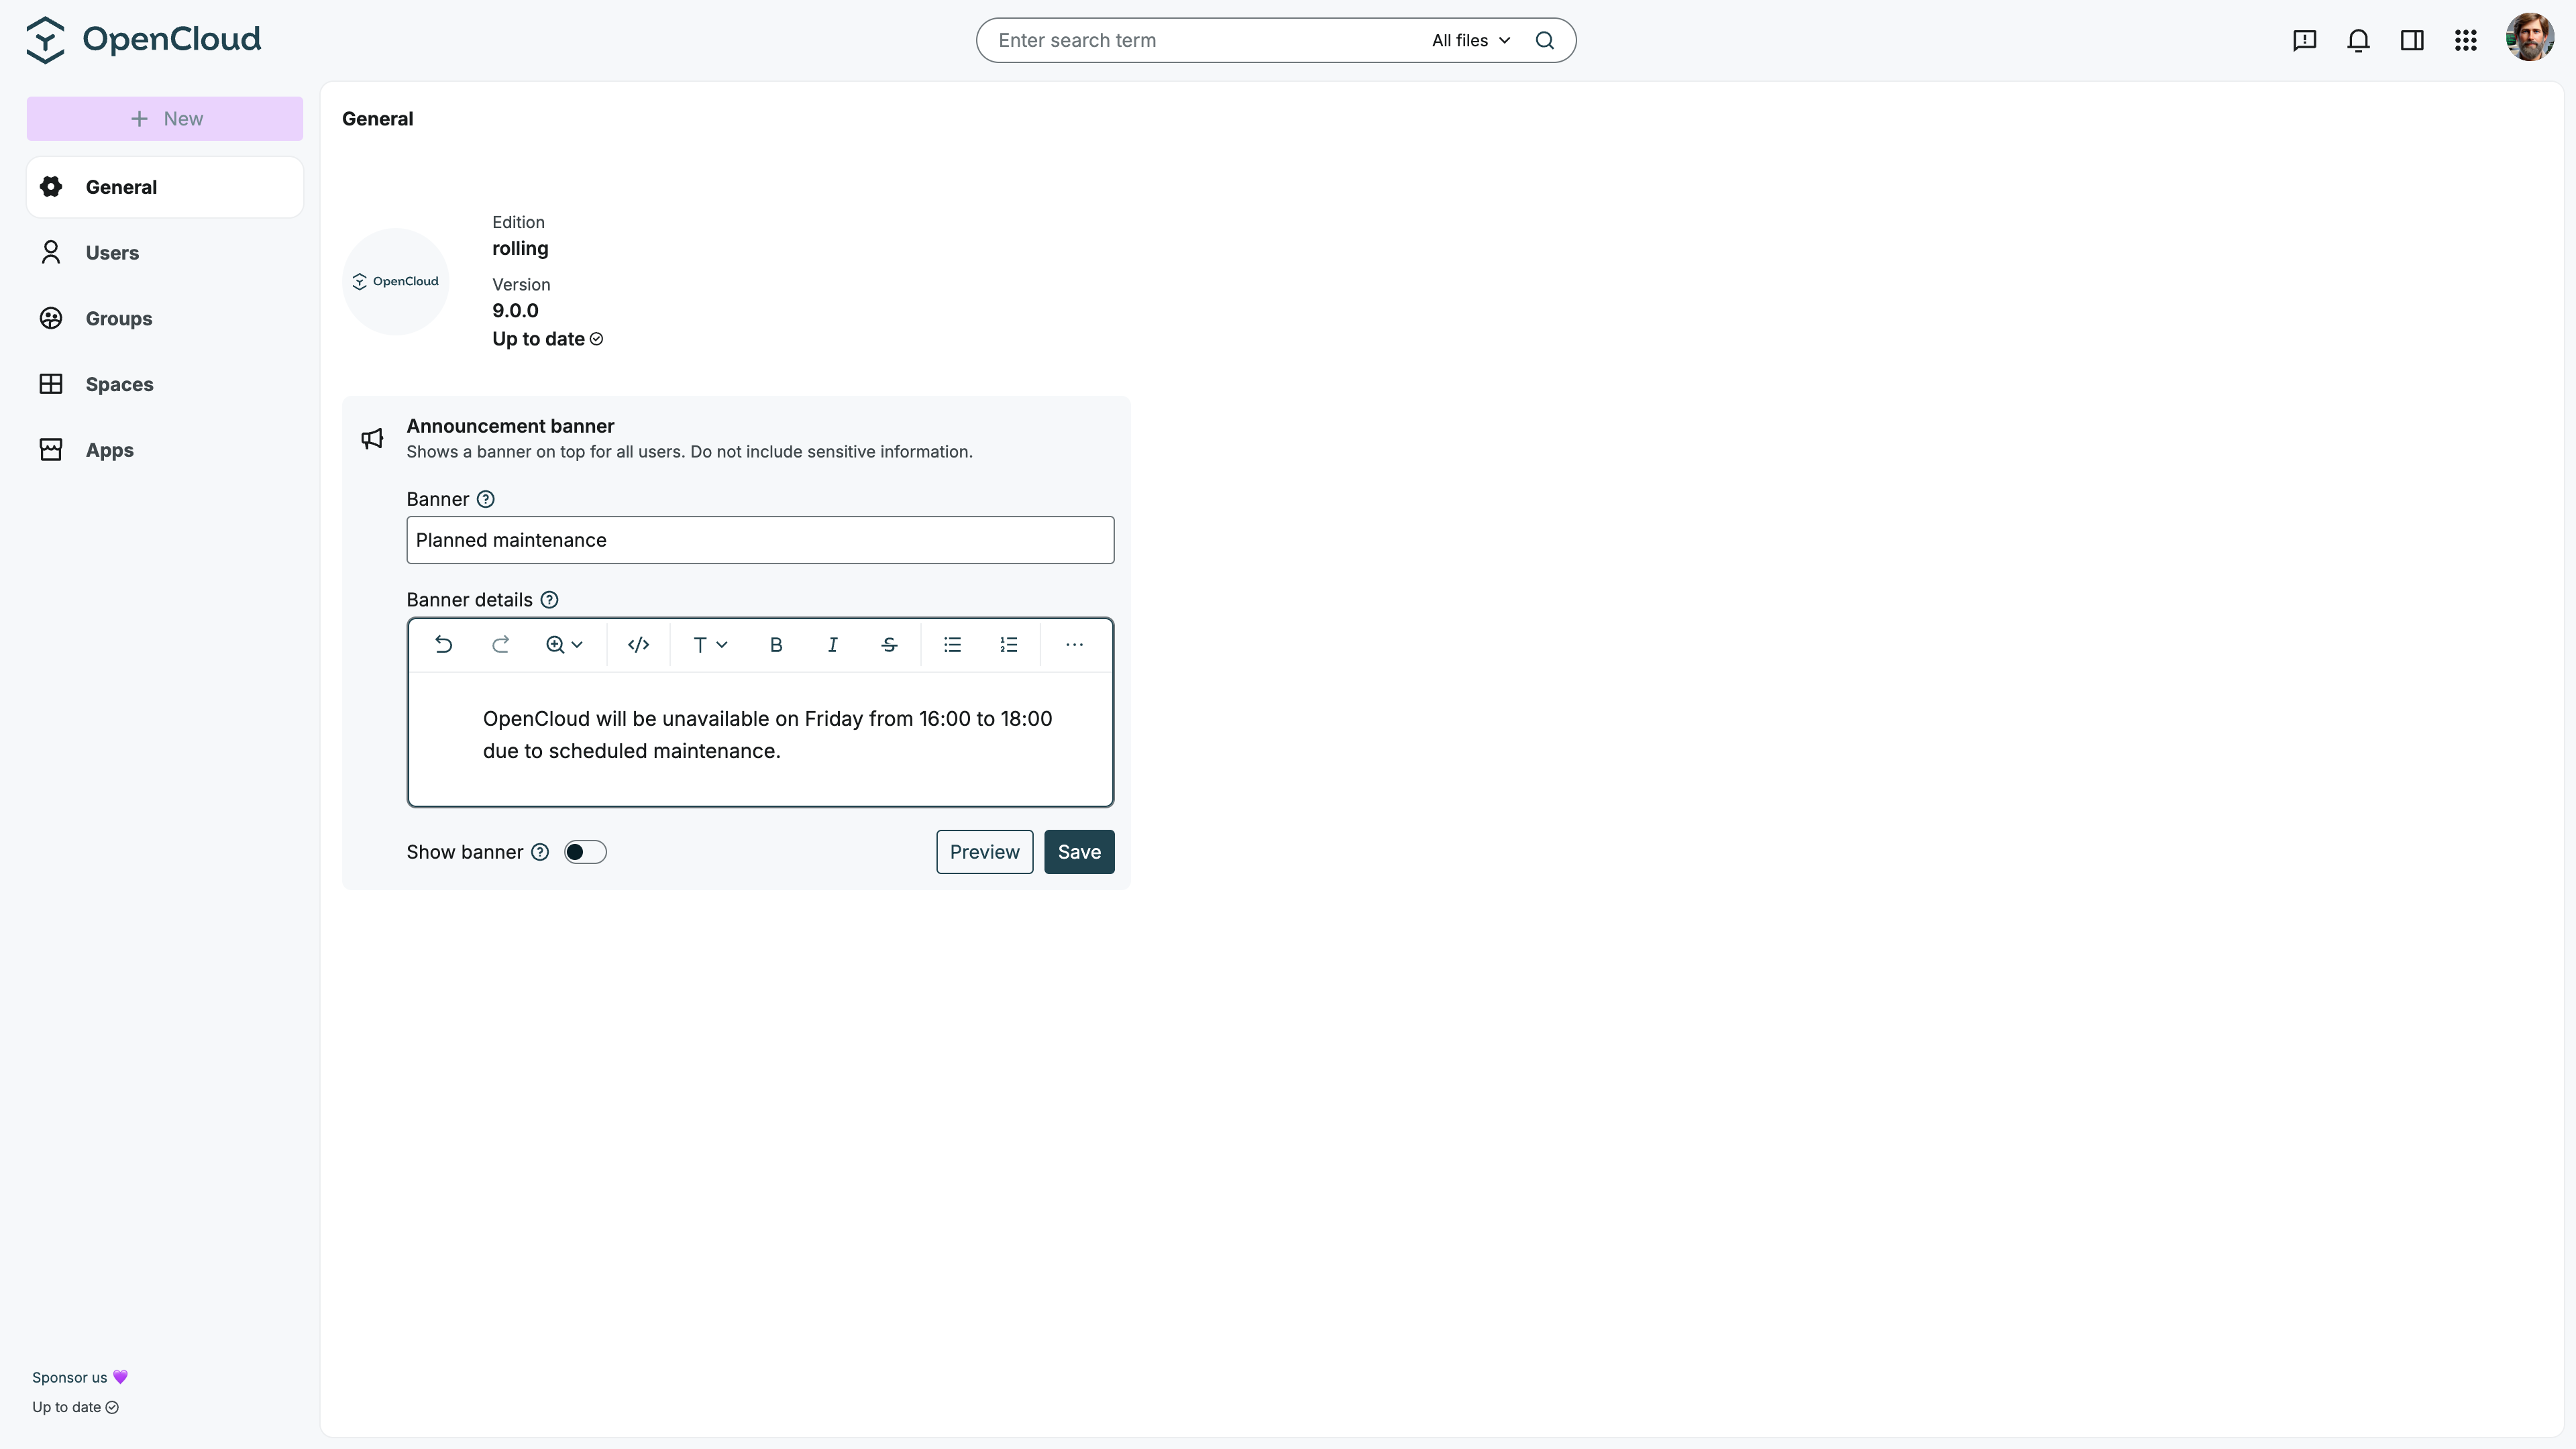 OpenCloud
Enter search term
All files
New
General
Users
Groups
Spaces
Apps
Sponsor us
Up to date
General
OpenCloud
Edition
rolling
Version
9.0.0
Up to date
Announcement banner
Shows a banner on top for all users. Do not include sensitive information.
Banner
Planned maintenance
Banner details
OpenCloud will be unavailable on Friday from 16:00 to 18:00
due to scheduled maintenance.
Show banner
Preview
Save